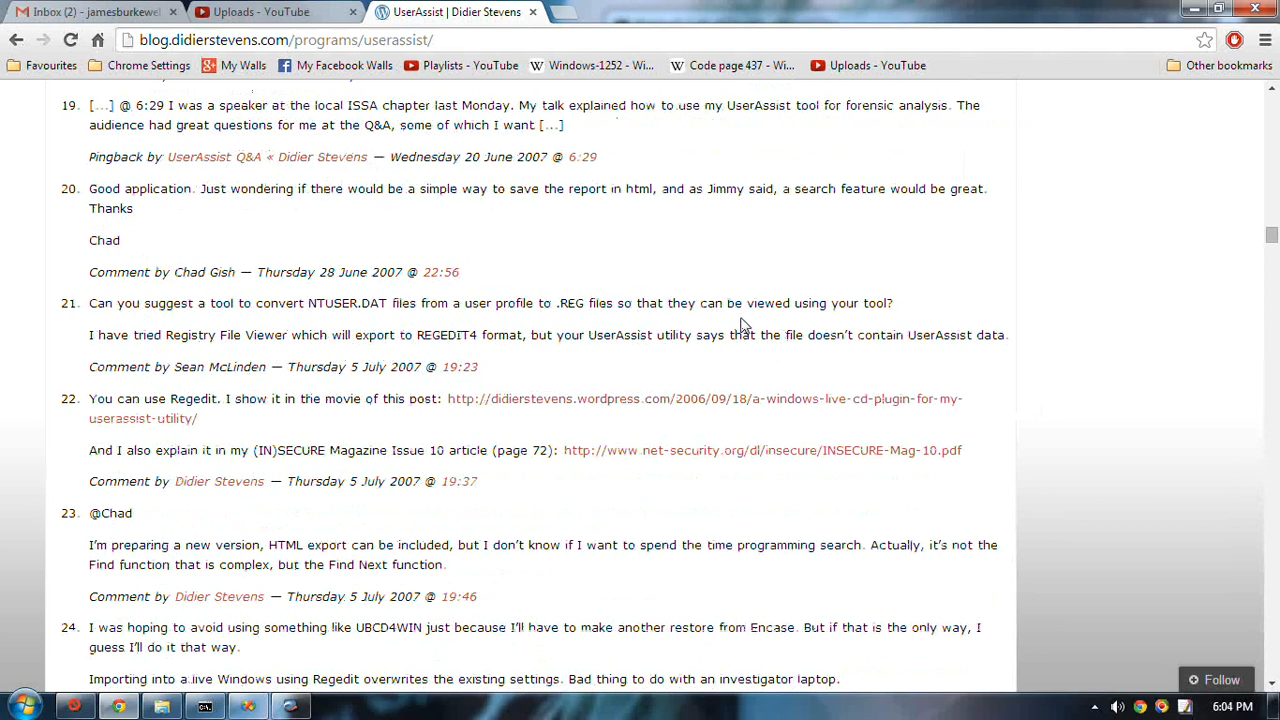 Inbox (2) - jamesburkewel
Uploads - YouTube
UserAssist | Didier Stevens
blog.didierstevens.com/programs/userassist/
Favourites
Chrome Settings
My Walls
My Facebook Walls
Playlists - YouTube
Windows-1252 - Wi...
Code page 437 - Wi...
Uploads - YouTube
Other bookmarks
19. [...] @ 6:29 I was a speaker at the local ISSA chapter last Monday. My talk explained how to use my UserAssist tool for forensic analysis. The
audience had great questions for me at the Q&A, some of which I want [...]
Pingback by UserAssist Q&A « Didier Stevens — Wednesday 20 June 2007 @ 6:29
20. Good application. Just wondering if there would be a simple way to save the report in html, and as Jimmy said, a search feature would be great.
Thanks
Chad
Comment by Chad Gish — Thursday 28 June 2007 @ 22:56
21. Can you suggest a tool to convert NTUSER.DAT files from a user profile to .REG files so that they can be viewed using your tool?
I have tried Registry File Viewer which will export to REGEDIT4 format, but your UserAssist utility says that the file doesn't contain UserAssist data.
Comment by Sean McLinden — Thursday 5 July 2007 @ 19:23
22. You can use Regedit. I show it in the movie of this post: http://didierstevens.wordpress.com/2006/09/18/a-windows-live-cd-plugin-for-my-
userassist-utility/
And I also explain it in my (IN)SECURE Magazine Issue 10 article (page 72): http://www.net-security.org/dl/insecure/INSECURE-Mag-10.pdf
Comment by Didier Stevens — Thursday 5 July 2007 @ 19:37
23. @Chad
I'm preparing a new version, HTML export can be included, but I don't know if I want to spend the time programming search. Actually, it's not the
Find function that is complex, but the Find Next function.
Comment by Didier Stevens — Thursday 5 July 2007 @ 19:46
24. I was hoping to avoid using something like UBCD4WIN just because I'll have to make another restore from Encase. But if that is the only way, I
guess I'll do it that way.
Importing into a live Windows using Regedit overwrites the existing settings. Bad thing to do with an investigator laptop.
Follow
6:04 PM